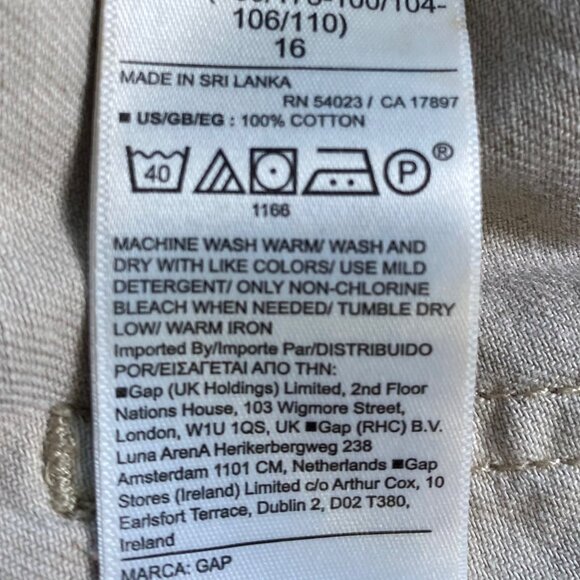 106/110)
16
MADE IN SRI LANKA
RN 54023 / CA 17897
■ US/GB/EG : 100% COTTON
40 P ®
1166
MACHINE WASH WARM/ WASH AND
DRY WITH LIKE COLORS/ USE MILD
DETERGENT/ ONLY NON-CHLORINE
BLEACH WHEN NEEDED/ TUMBLE DRY
LOW/ WARM IRON
Imported By/Importe Par/DISTRIBUIDO
POR/ΕΙΣΑΓΕΤΑΙ ΑΠΟ ΤΗΝ:
■Gap (UK Holdings) Limited, 2nd Floor
Nations House, 103 Wigmore Street,
London, W1U 1QS, UK ■Gap (RHC) B.V.
Luna ArenA Herikerbergweg 238
Amsterdam 1101 CM, Netherlands ■Gap
Stores (Ireland) Limited c/o Arthur Cox, 10
Earlsfort Terrace, Dublin 2, D02 T380,
Ireland
MARCA: GAP